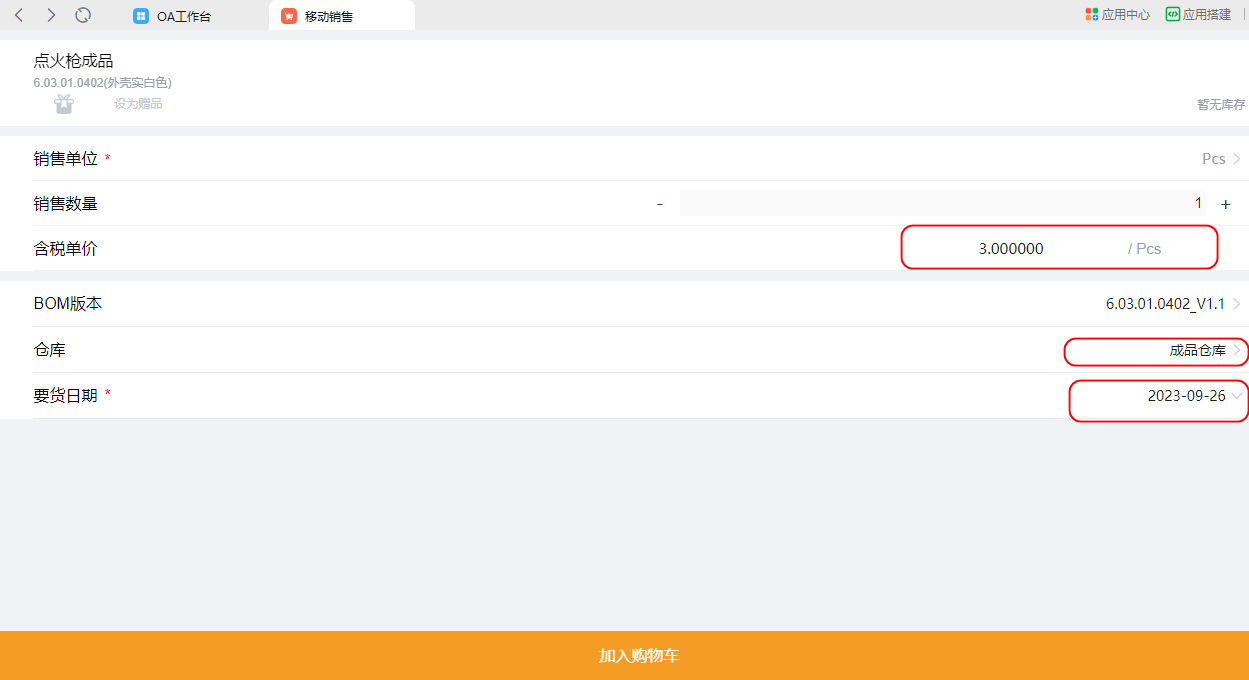 OA工作台 移动销售 应用中心 应用搭建
点火枪成品
6.03.01.0402(外壳实白色)
设为赠品 暂无库存
销售单位 * Pcs
销售数量 - 1 +
含税单价 3.000000 / Pcs
BOM版本 6.03.01.0402_V1.1
仓库 成品仓库
要货日期 * 2023-09-26
加入购物车